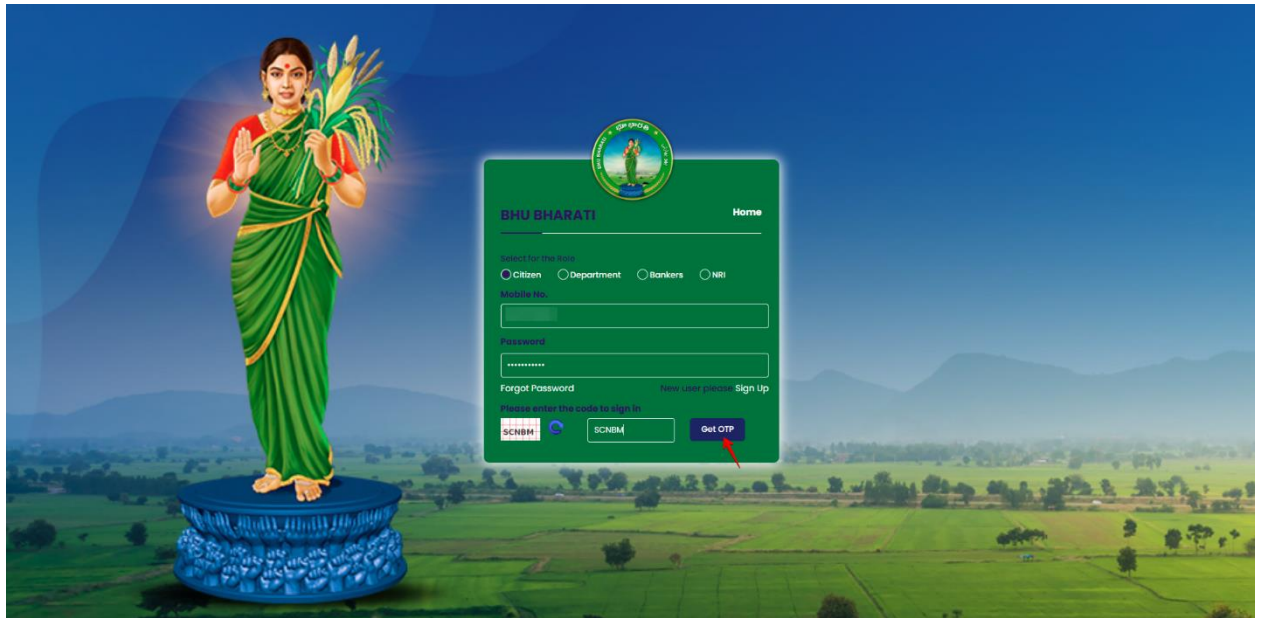 BHU BHARATI
Home
Select for the Role
Citizen Department Bankers NRI
Mobile No.
Password
•••••••••••
Forgot Password New user please Sign Up
Please enter the code to sign in
SCNBM SCNBM Get OTP